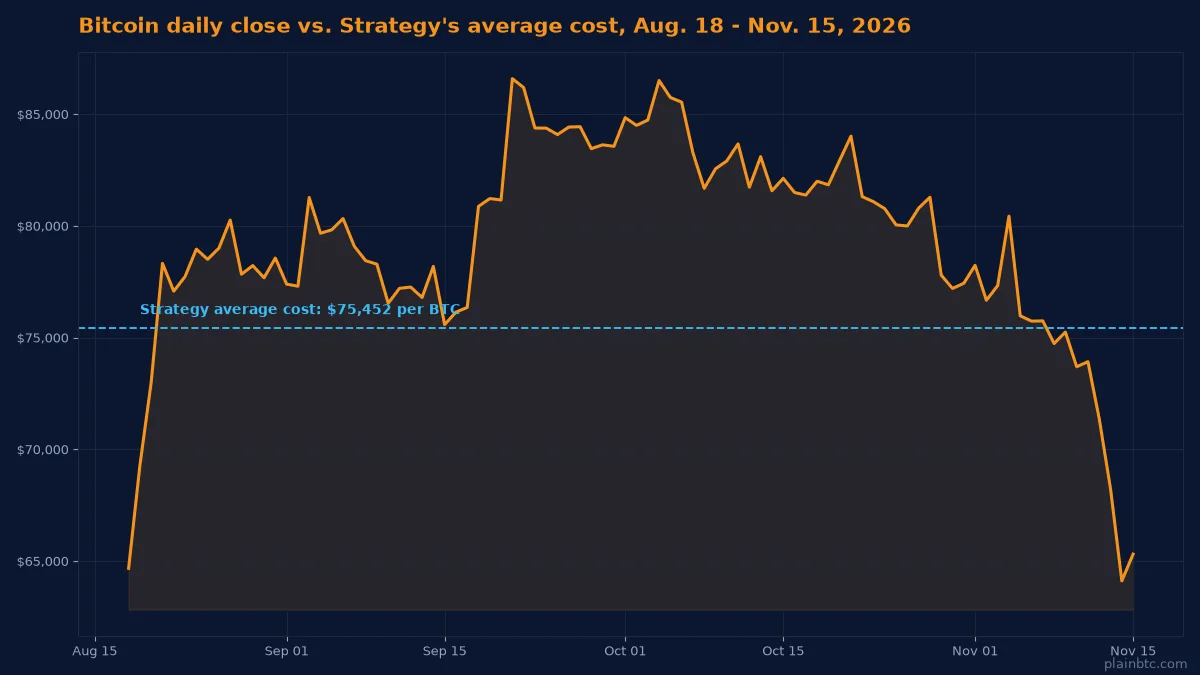 Bitcoin daily close vs. Strategy's average cost, Aug. 18 - Nov. 15, 2026
$85,000
$80,000
Strategy average cost: $75,452 per BTC
$75,000
$70,000
$65,000
Aug 15
Sep 01
Sep 15
Oct 01
Oct 15
Nov 01
Nov 15
plainbtc.com